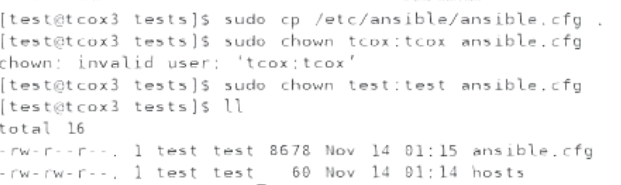 [test@tcox3 tests]$ sudo cp /etc/ansible/ansible.cfg .
[test@tcox3 tests]$ sudo chown tcox:tcox ansible.cfg
chown: invalid user: ‘tcox:tcox’
[test@tcox3 tests]$ sudo chown test:test ansible.cfg
[test@tcox3 tests]$ ll
total 16
-rw-r--r--. 1 test test 8678 Nov 14 01:15 ansible.cfg
-rw-rw-r--. 1 test test   60 Nov 14 01:14 hosts